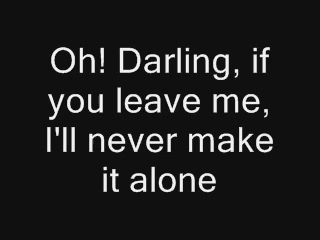 Oh! Darling, if
you leave me,
I'll never make
it alone